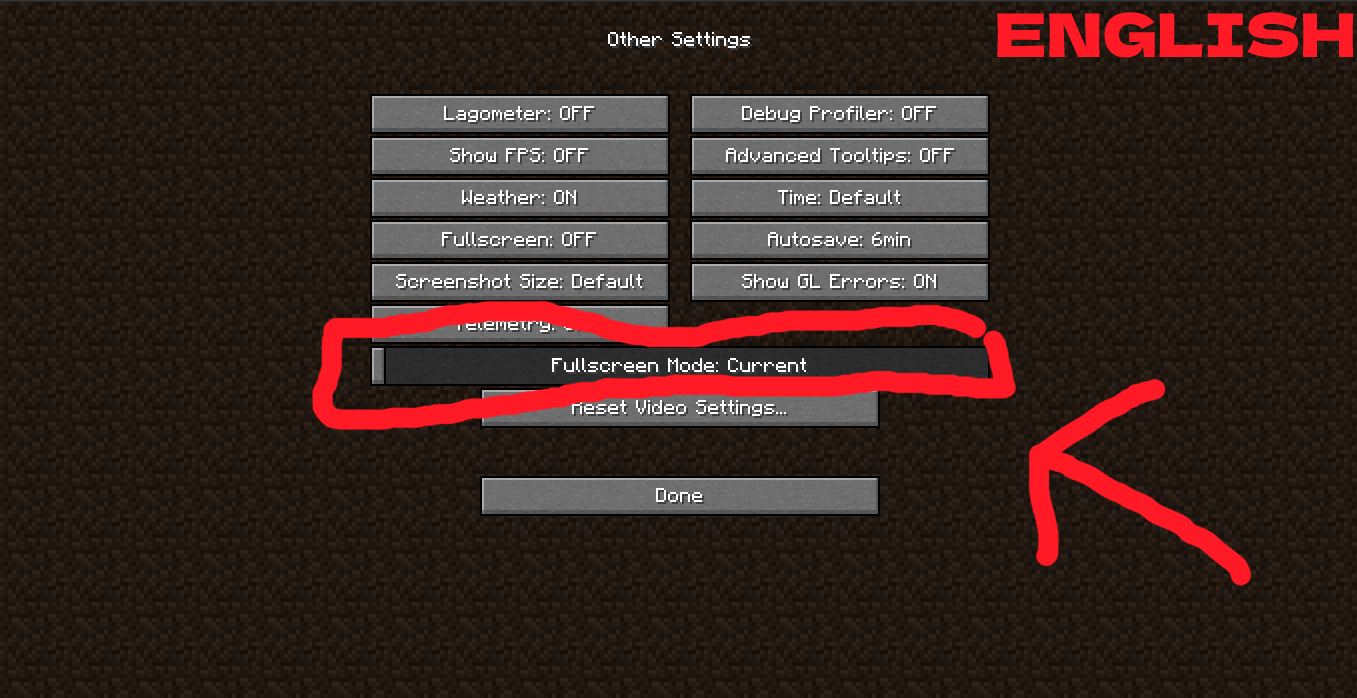 ENGLISH
Other Settings
Lagometer: OFF
Debug Profiler: OFF
Show FPS: OFF
Advanced Tooltips: OFF
Weather: ON
Time: Default
Fullscreen: OFF
Autosave: 6min
Screenshot Size: Default
Show GL Errors: ON
Telemetry:
Fullscreen Mode: Current
Reset Video Settings...
Done